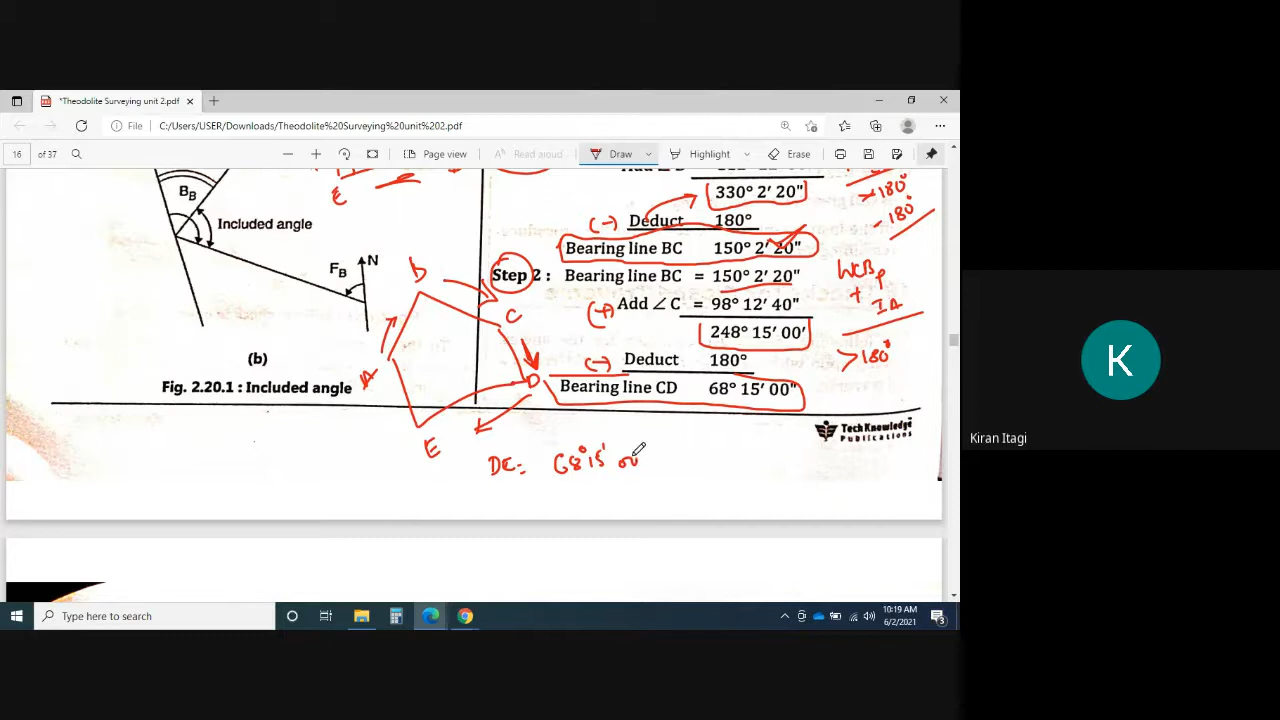 *Theodolite Surveying unit 2.pdf
File
C:/Users/USER/Downloads/Theodolite%20Surveying%20unit%202.pdf
16 of 37
Page view
Read aloud
Draw
Highlight
Erase
330° 2' 20"
>180°
-180°
E
B_B
(-) Deduct 180°
Included angle
Bearing line BC 150° 2' 20"
F_B
N
B
Step 2 : Bearing line BC = 150° 2' 20"
WCB
+
IA
(+) Add ∠ C = 98° 12' 40"
C
248° 15' 00'
>180°
(b)
(-) Deduct 180°
A
D
Fig. 2.20.1 : Included angle
Bearing line CD 68° 15' 00"
TechKnowledge
Publications
E
DE= 68° 15' 00
K
Kiran Itagi
Type here to search
10:19 AM
6/2/2021
3